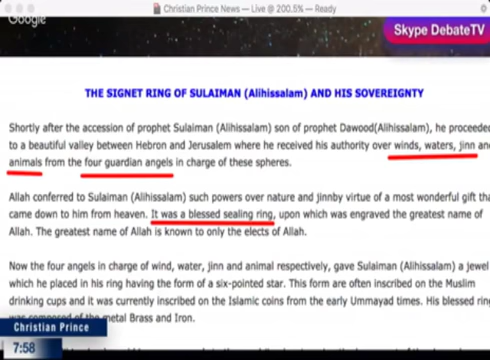 Christian Prince News — Live @ 200.5% — Ready
Google
Skype DebateTV
THE SIGNET RING OF SULAIMAN (Alihissalam) AND HIS SOVEREIGNTY
Shortly after the accession of prophet Sulaiman (Alihissalam) son of prophet Dawood(Alihissalam), he proceeded
to a beautiful valley between Hebron and Jerusalem where he received his authority over winds, waters, jinn and
animals from the four guardian angels in charge of these spheres.
Allah conferred to Sulaiman (Alihissalam) such powers over nature and jinnby virtue of a most wonderful gift tha
came down to him from heaven. It was a blessed sealing ring, upon which was engraved the greatest name of
Allah. The greatest name of Allah is known to only the elects of Allah.
Now the four angels in charge of wind, water, jinn and animal respectively, gave Sulaiman (Alihissalam) a jewel
which he placed in his ring having the form of a six-pointed star. This form are often inscribed on the Muslim
drinking cups and it was currently inscribed on the Islamic coins from the early Ummayad times. His blessed ring
metal Brass and Iron.
Christian Prince
7:58